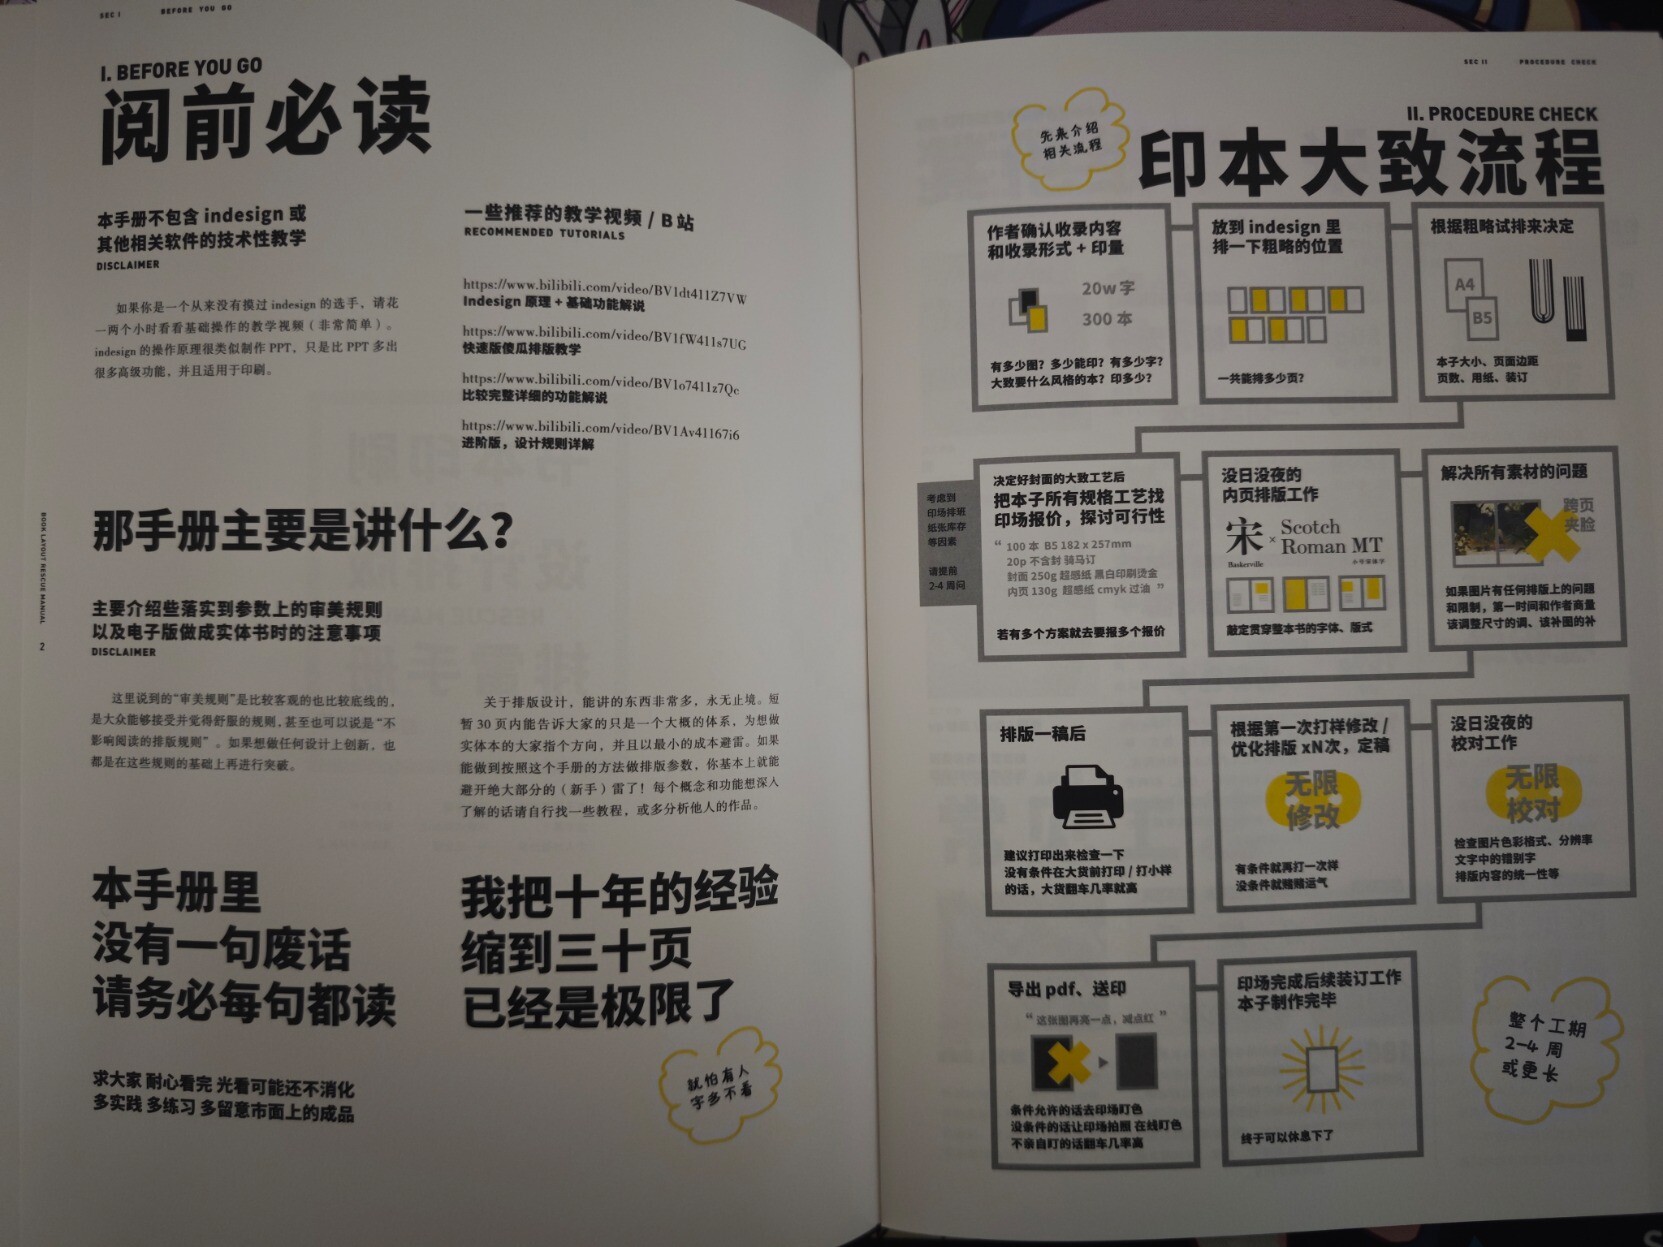 SEC I BEFORE YOU GO
I. BEFORE YOU GO
阅前必读
本手册不包含 indesign 或
其他相关软件的技术性教学
DISCLAIMER
如果你是一个从来没有摸过 indesign 的选手，请花
一两个小时看看基础操作的教学视频（非常简单）。
indesign 的操作原理很类似制作 PPT，只是比 PPT 多出
很多高级功能，并且适用于印刷。
一些推荐的教学视频 / B 站
RECOMMENDED TUTORIALS
https://www.bilibili.com/video/BV1dt411Z7VW
Indesign 原理 + 基础功能解说
https://www.bilibili.com/video/BV1fW411s7UG
快速版傻瓜排版教学
https://www.bilibili.com/video/BV1o7411z7Qc
比较完整详细的功能解说
https://www.bilibili.com/video/BV1Av41167i6
进阶版，设计规则详解
那手册主要是讲什么？
主要介绍些落实到参数上的审美规则
以及电子版做成实体书时的注意事项
DISCLAIMER
这里说到的“审美规则”是比较客观的也比较底线的，
是大众能够接受并觉得舒服的规则，甚至也可以说是“不
影响阅读的排版规则”。如果想做任何设计上创新，也
都是在这些规则的基础上再进行突破。
关于排版设计，能讲的东西非常多，永无止境。短
暂 30 页内能告诉大家的只是一个大概的体系，为想做
实体本的大家指个方向，并且以最小的成本避雷。如果
能做到按照这个手册的方法做排版参数，你基本上就能
避开绝大部分的（新手）雷了！每个概念和功能想深入
了解的话请自行找一些教程，或多分析他人的作品。
本手册里
没有一句废话
请务必每句都读
我把十年的经验
缩到三十页
已经是极限了
求大家 耐心看完 光看可能还不消化
多实践 多练习 多留意市面上的成品
就怕有人
字多不看
BOOK LAYOUT RESCUE MANUAL
2
SEC II PROCEDURE CHECK
先来介绍
相关流程
II. PROCEDURE CHECK
印本大致流程
作者确认收录内容
和收录形式 + 印量
20w 字
300 本
有多少图？多少能印？有多少字？
大致要什么风格的本？印多少？
放到 indesign 里
排一下粗略的位置
一共能排多少页？
根据粗略试排来决定
A4
B5
本子大小、页面边距
页数、用纸、装订
考虑到
印场排班
纸张库存
等因素
请提前
2-4 周问
决定好封面的大致工艺后
把本子所有规格工艺找
印场报价，探讨可行性
“ 100 本 B5 182 x 257mm
20p 不含封 骑马订
封面 250g 超感纸 黑白印刷烫金
内页 130g 超感纸 cmyk 过油 ”
若有多个方案就去要报多个报价
没日没夜的
内页排版工作
宋 × Scotch
Roman MT
Baskerville
敲定贯穿整本书的字体、版式
解决所有素材的问题
跨页
夹脸
如果图片有任何排版上的问题
和限制，第一时间和作者商量
该调整尺寸的调、该补图的补
排版一稿后
建议打印出来检查一下
没有条件在大货前打印 / 打小样
的话，大货翻车几率就高
根据第一次打样修改 /
优化排版 xN次，定稿
无限
修改
有条件就再打一次样
没条件就赌赌运气
没日没夜的
校对工作
无限
校对
检查图片色彩格式、分辨率
文字中的错别字
排版内容的统一性等
导出 pdf、送印
“ 这张图再亮一点，减点红 ”
条件允许的话去印场盯色
没条件的话让印场拍照 在线盯色
不亲自盯的话翻车几率高
印场完成后续装订工作
本子制作完毕
终于可以休息下了
整个工期
2-4 周
或更长